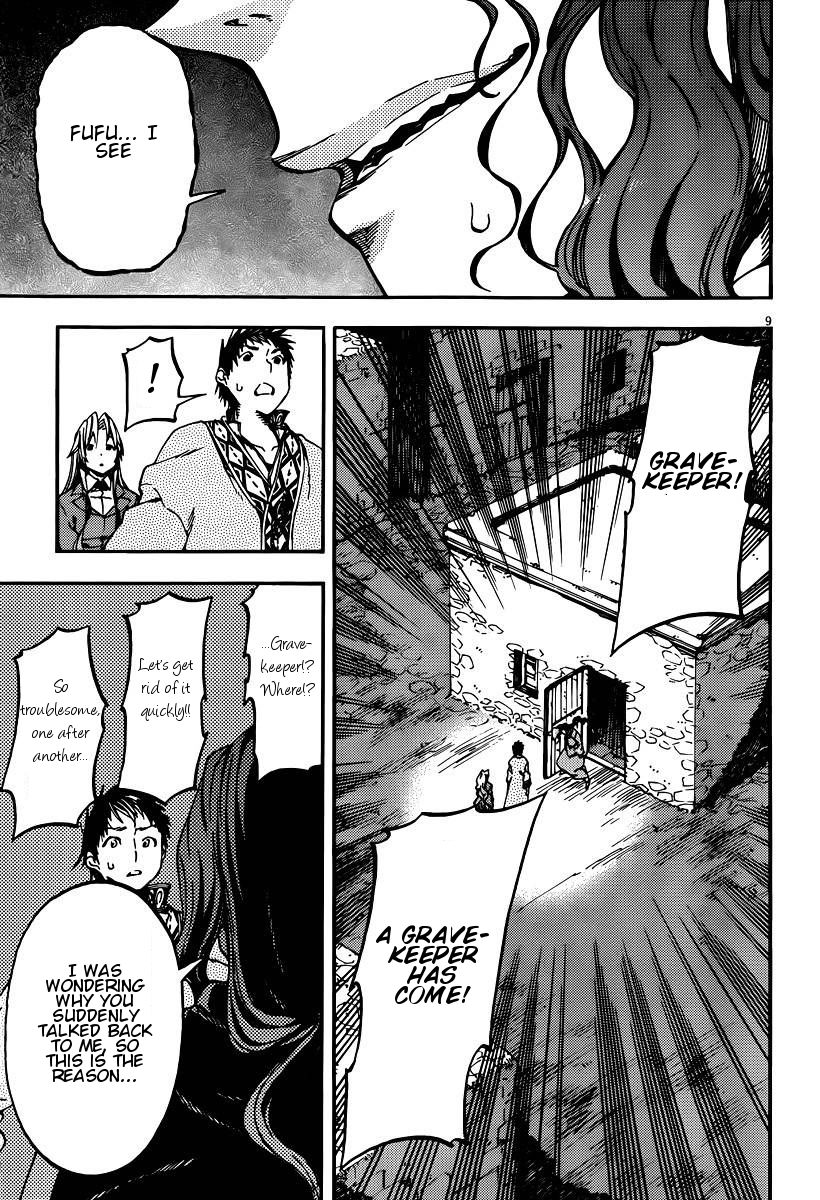 FUFU... I
SEE
9
GRAVE-
KEEPER!
A GRAVE-
KEEPER
HAS
COME!
!
...Grave-
keeper!?
Where!?
Let's get
rid of it
quickly!!
So
troublesome,
one after
another...
I WAS
WONDERING
WHY YOU
SUDDENLY
TALKED BACK
TO ME, SO
THIS IS THE
REASON...